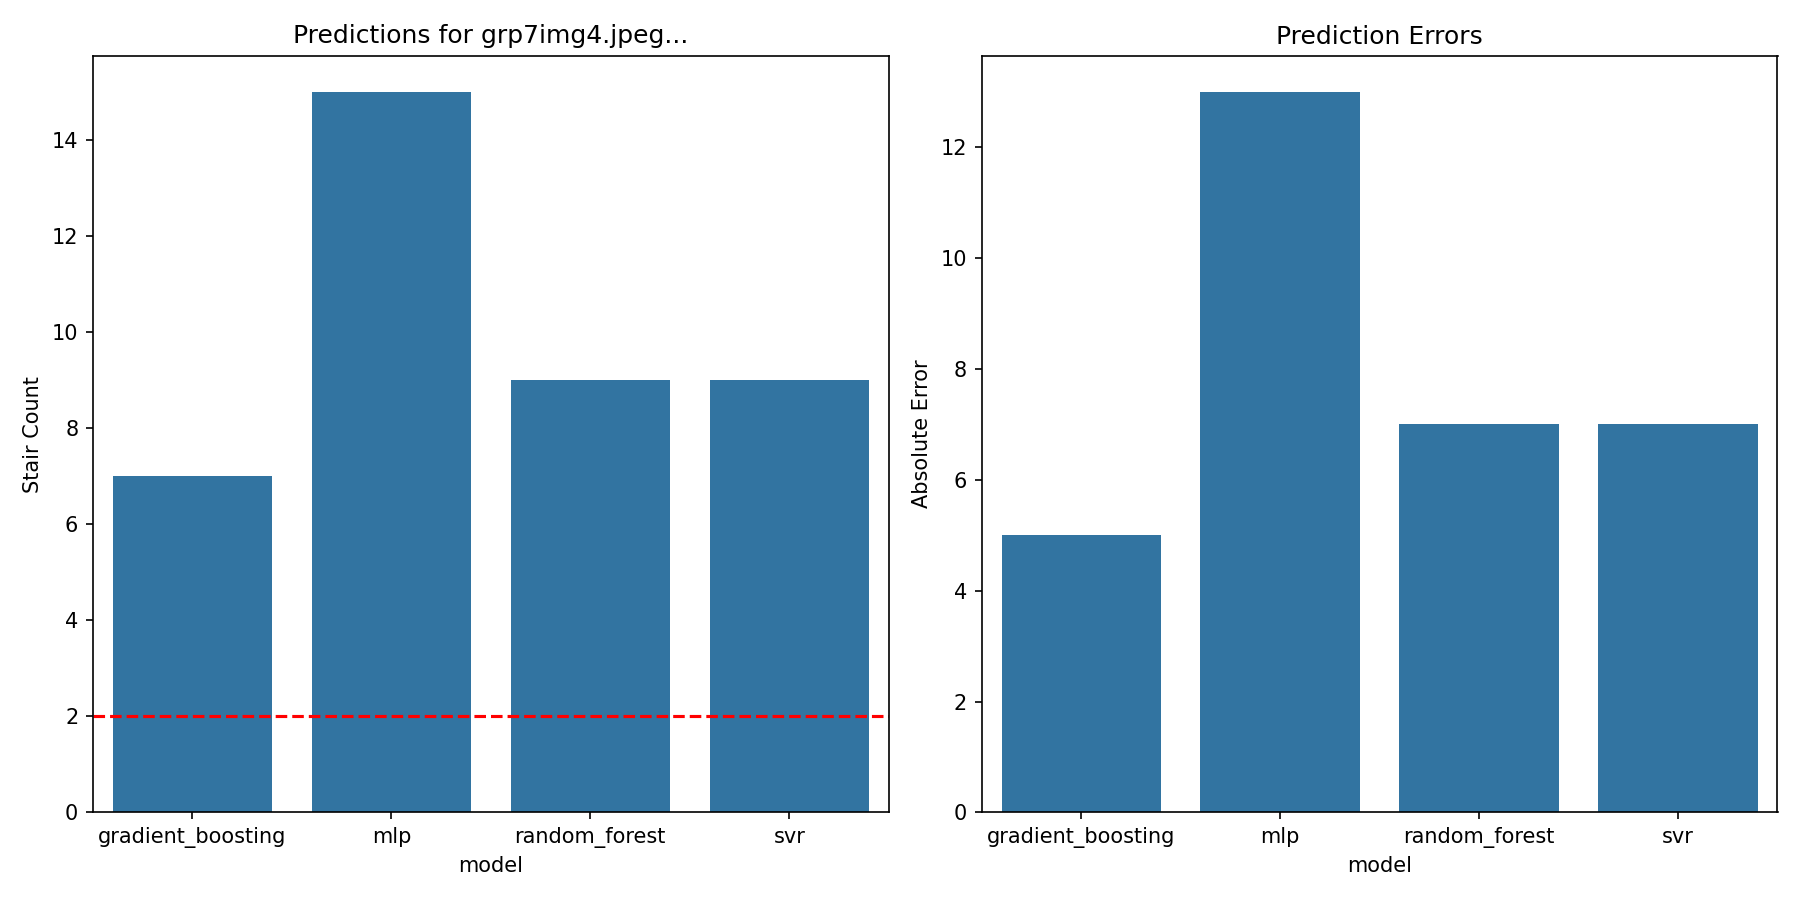 Predictions for grp7img4.jpeg...
Stair Count
14
12
10
8
6
4
2
0
gradient_boosting mlp random_forest svr
model
Prediction Errors
Absolute Error
12
10
8
6
4
2
0
gradient_boosting mlp random_forest svr
model